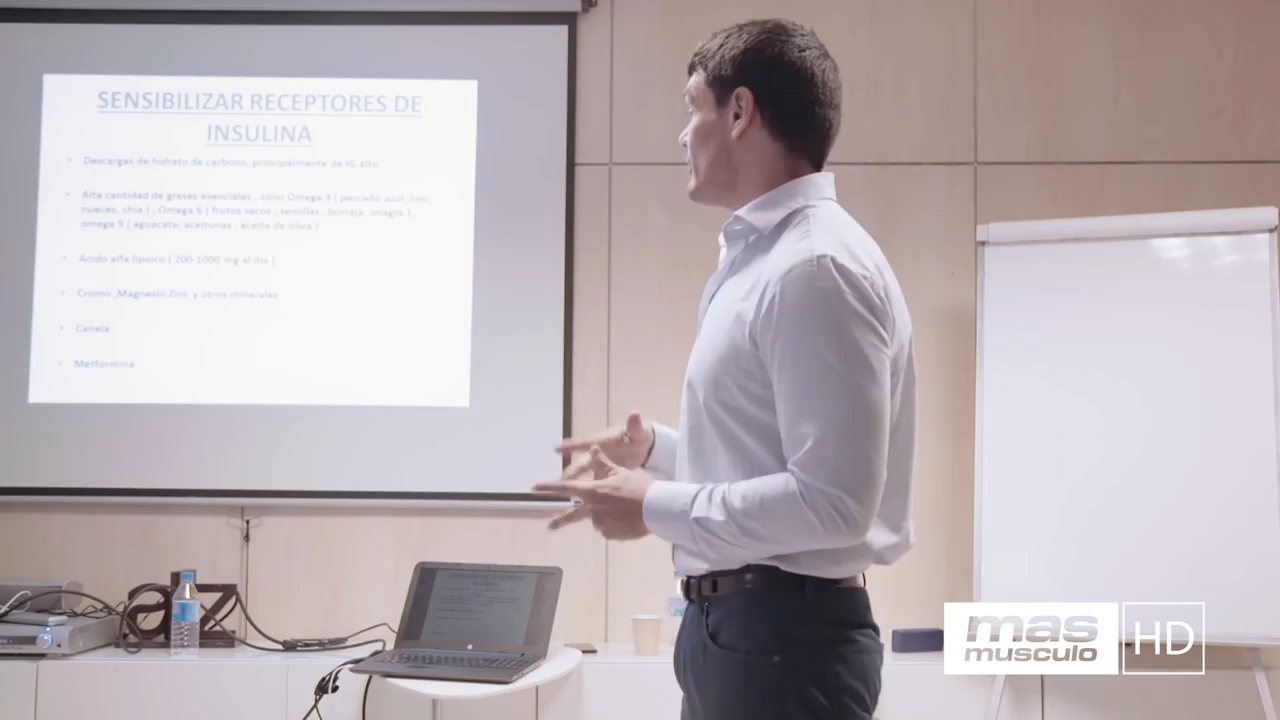 SENSIBILIZAR RECEPTORES DE
INSULINA
• Descargas de hidrato de carbono, principalmente de IG alto
• Alta cantidad de grasas esenciales , como Omega 3 ( pescado azul ,lino,
nueces, chia ) , Omega 6 ( frutos secos , semillas , borraja, onagra ) ,
omega 9 ( aguacate, aceitunas , aceite de oliva )
• Acido alfa lipoico ( 200-1000 mg al dia )
• Cromo ,Magnesio,Zinc y otros minerales
• Canela
• Metformina
mas
musculo
HD